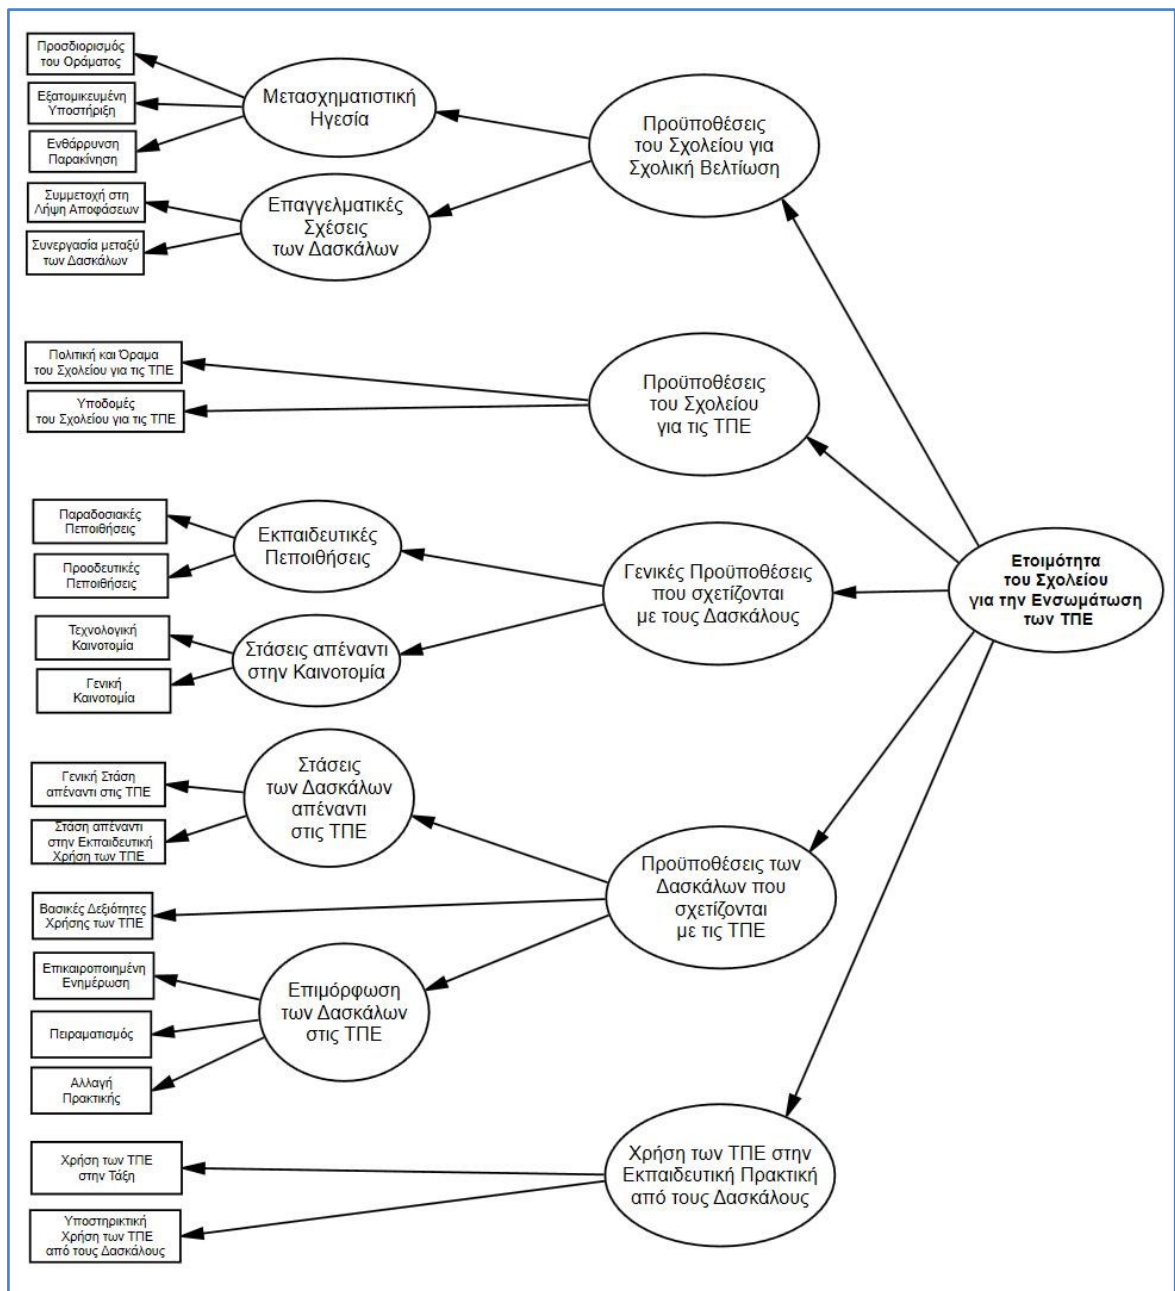 Προσδιορισμός
του Οράματος
Εξατομικευμένη
Υποστήριξη
Ενθάρρυνση
Παρακίνηση
Συμμετοχή στη
Λήψη Αποφάσεων
Συνεργασία μεταξύ
των Δασκάλων
Μετασχηματιστική
Ηγεσία
Επαγγελματικές
Σχέσεις
των Δασκάλων
Προϋποθέσεις
του Σχολείου για
Σχολική Βελτίωση
Πολιτική και Όραμα
του Σχολείου για τις ΤΠΕ
Υποδομές
του Σχολείου για τις ΤΠΕ
Προϋποθέσεις
του Σχολείου
για τις ΤΠΕ
Παραδοσιακές
Πεποιθήσεις
Προοδευτικές
Πεποιθήσεις
Τεχνολογική
Καινοτομία
Γενική
Καινοτομία
Εκπαιδευτικές
Πεποιθήσεις
Στάσεις απέναντι
στην Καινοτομία
Γενικές Προϋποθέσεις
που σχετίζονται
με τους Δασκάλους
Ετοιμότητα
του Σχολείου
για την Ενσωμάτωση
των ΤΠΕ
Γενική Στάση
απέναντι στις ΤΠΕ
Στάση απέναντι
στην Εκπαιδευτική
Χρήση των ΤΠΕ
Βασικές Δεξιότητες
Χρήσης των ΤΠΕ
Επικαιροποιημένη
Ενημέρωση
Πειραματισμός
Αλλαγή
Πρακτικής
Στάσεις
των Δασκάλων
απέναντι
στις ΤΠΕ
Επιμόρφωση
των Δασκάλων
στις ΤΠΕ
Προϋποθέσεις των
Δασκάλων που
σχετίζονται
με τις ΤΠΕ
Χρήση των ΤΠΕ
στην Τάξη
Υποστηρικτική
Χρήση των ΤΠΕ
από τους Δασκάλους
Χρήση των ΤΠΕ στην
Εκπαιδευτική Πρακτική
από τους Δασκάλους